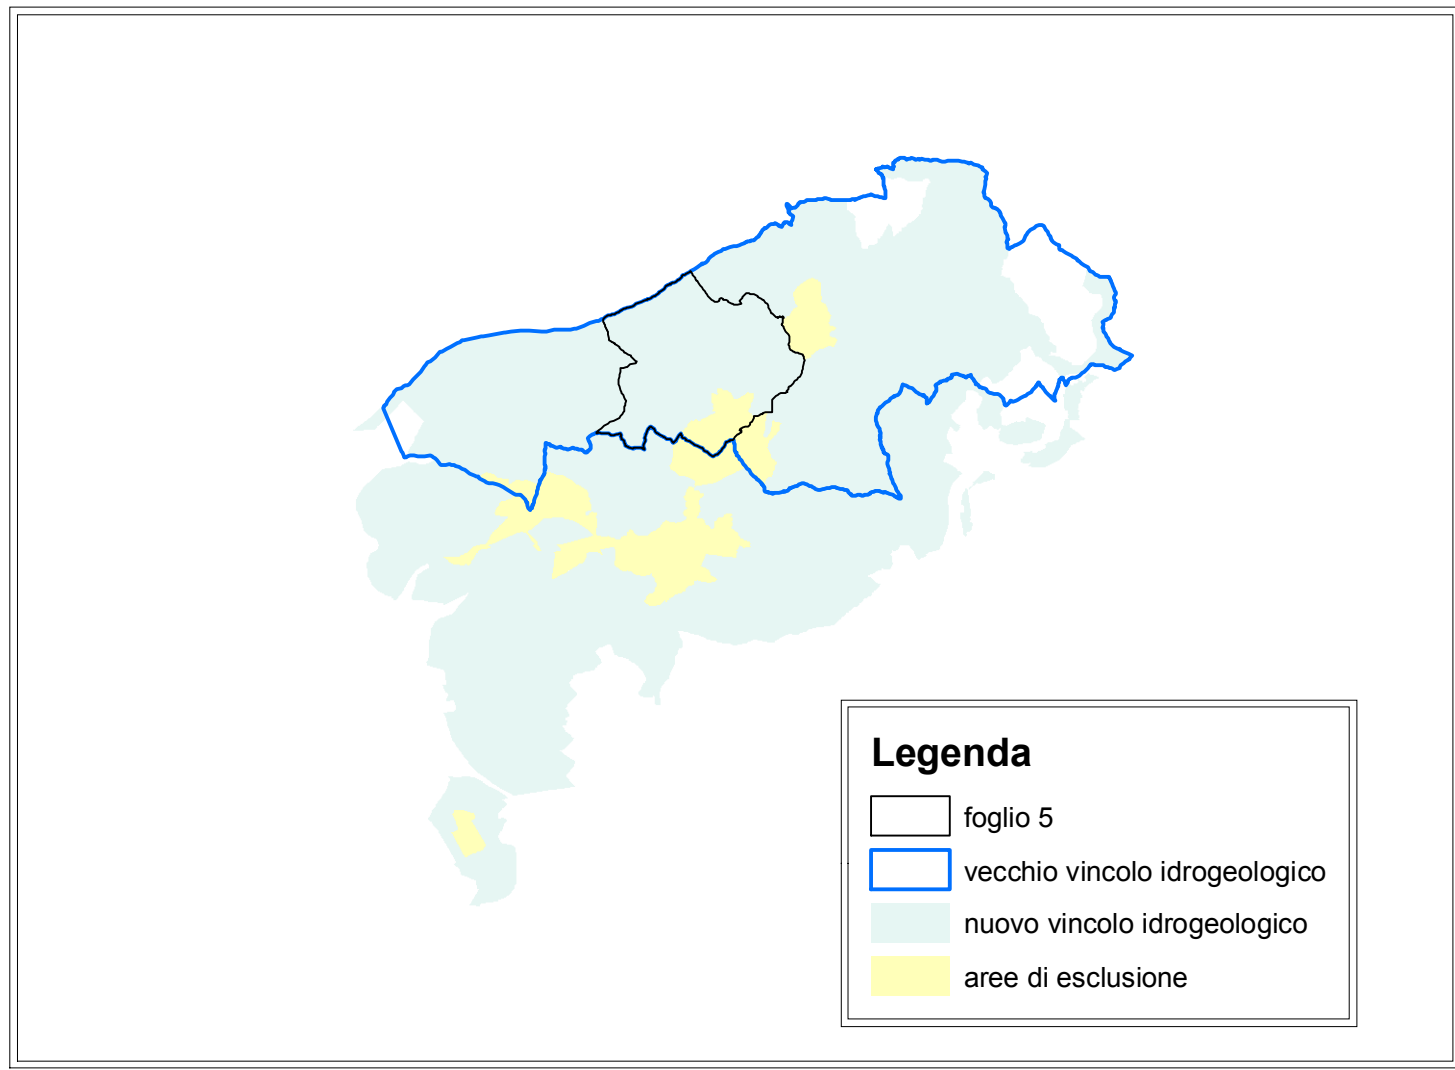 Legenda
foglio 5
vecchio vincolo idrogeologico
nuovo vincolo idrogeologico
aree di esclusione